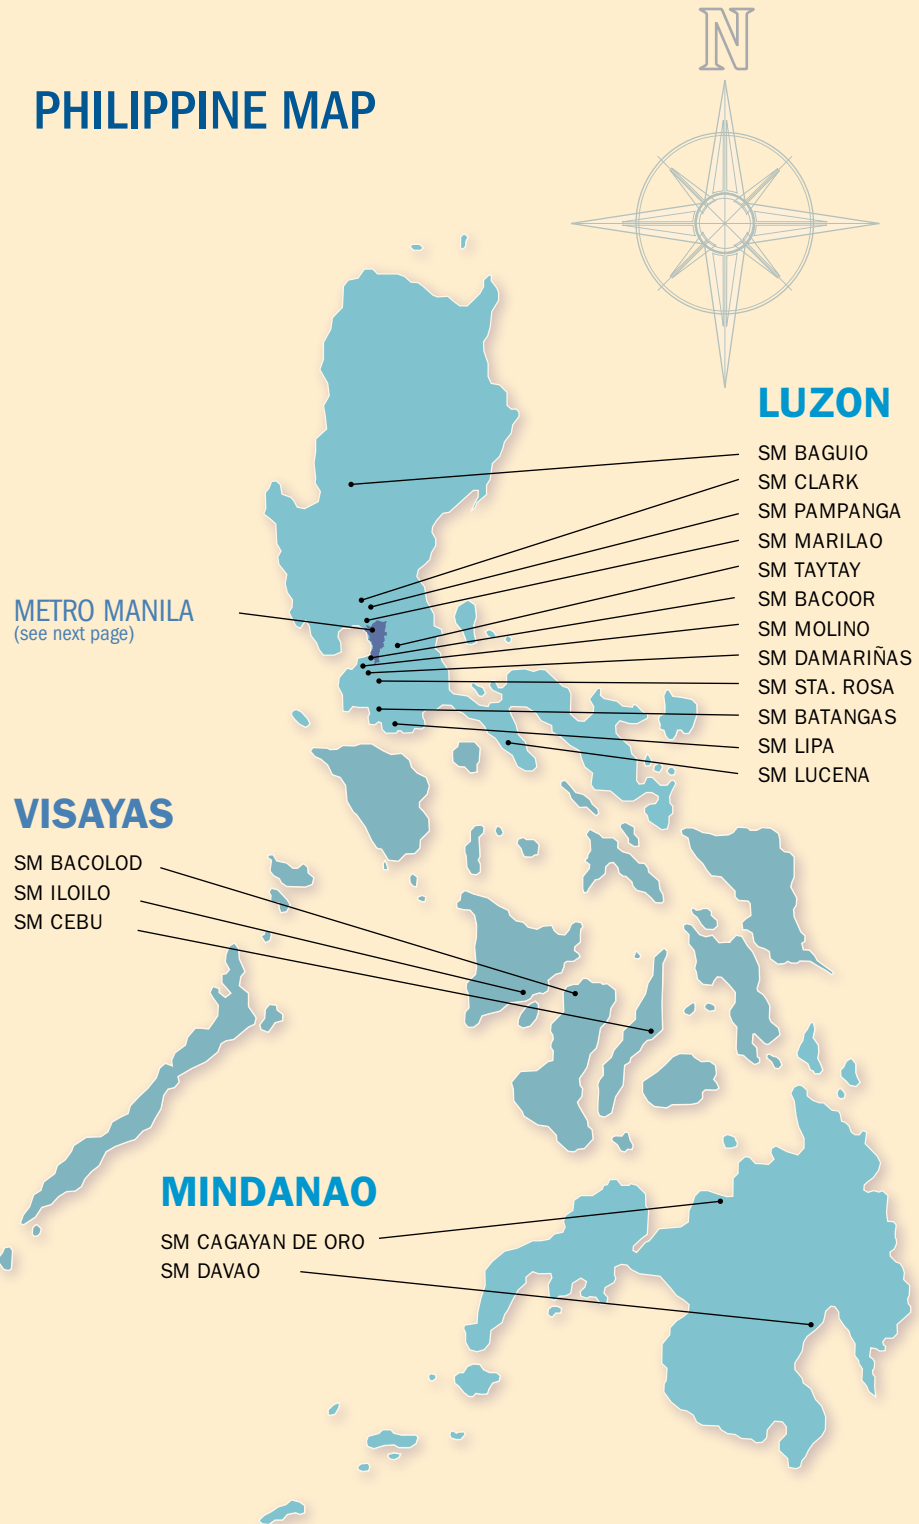 N
PHILIPPINE MAP
LUZON
SM BAGUIO
SM CLARK
SM PAMPANGA
SM MARILAO
SM TAYTAY
SM BACOOR
SM MOLINO
SM DAMARIÑAS
SM STA. ROSA
SM BATANGAS
SM LIPA
SM LUCENA
METRO MANILA
(see next page)
VISAYAS
SM BACOLOD
SM ILOILO
SM CEBU
MINDANAO
SM CAGAYAN DE ORO
SM DAVAO